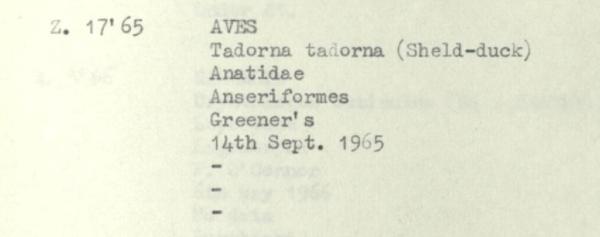 Z. 17'65 AVES
Tadorna tadorna (Sheld-duck)
Anatidae
Anseriformes
Greener's
14th Sept. 1965
-
-
-